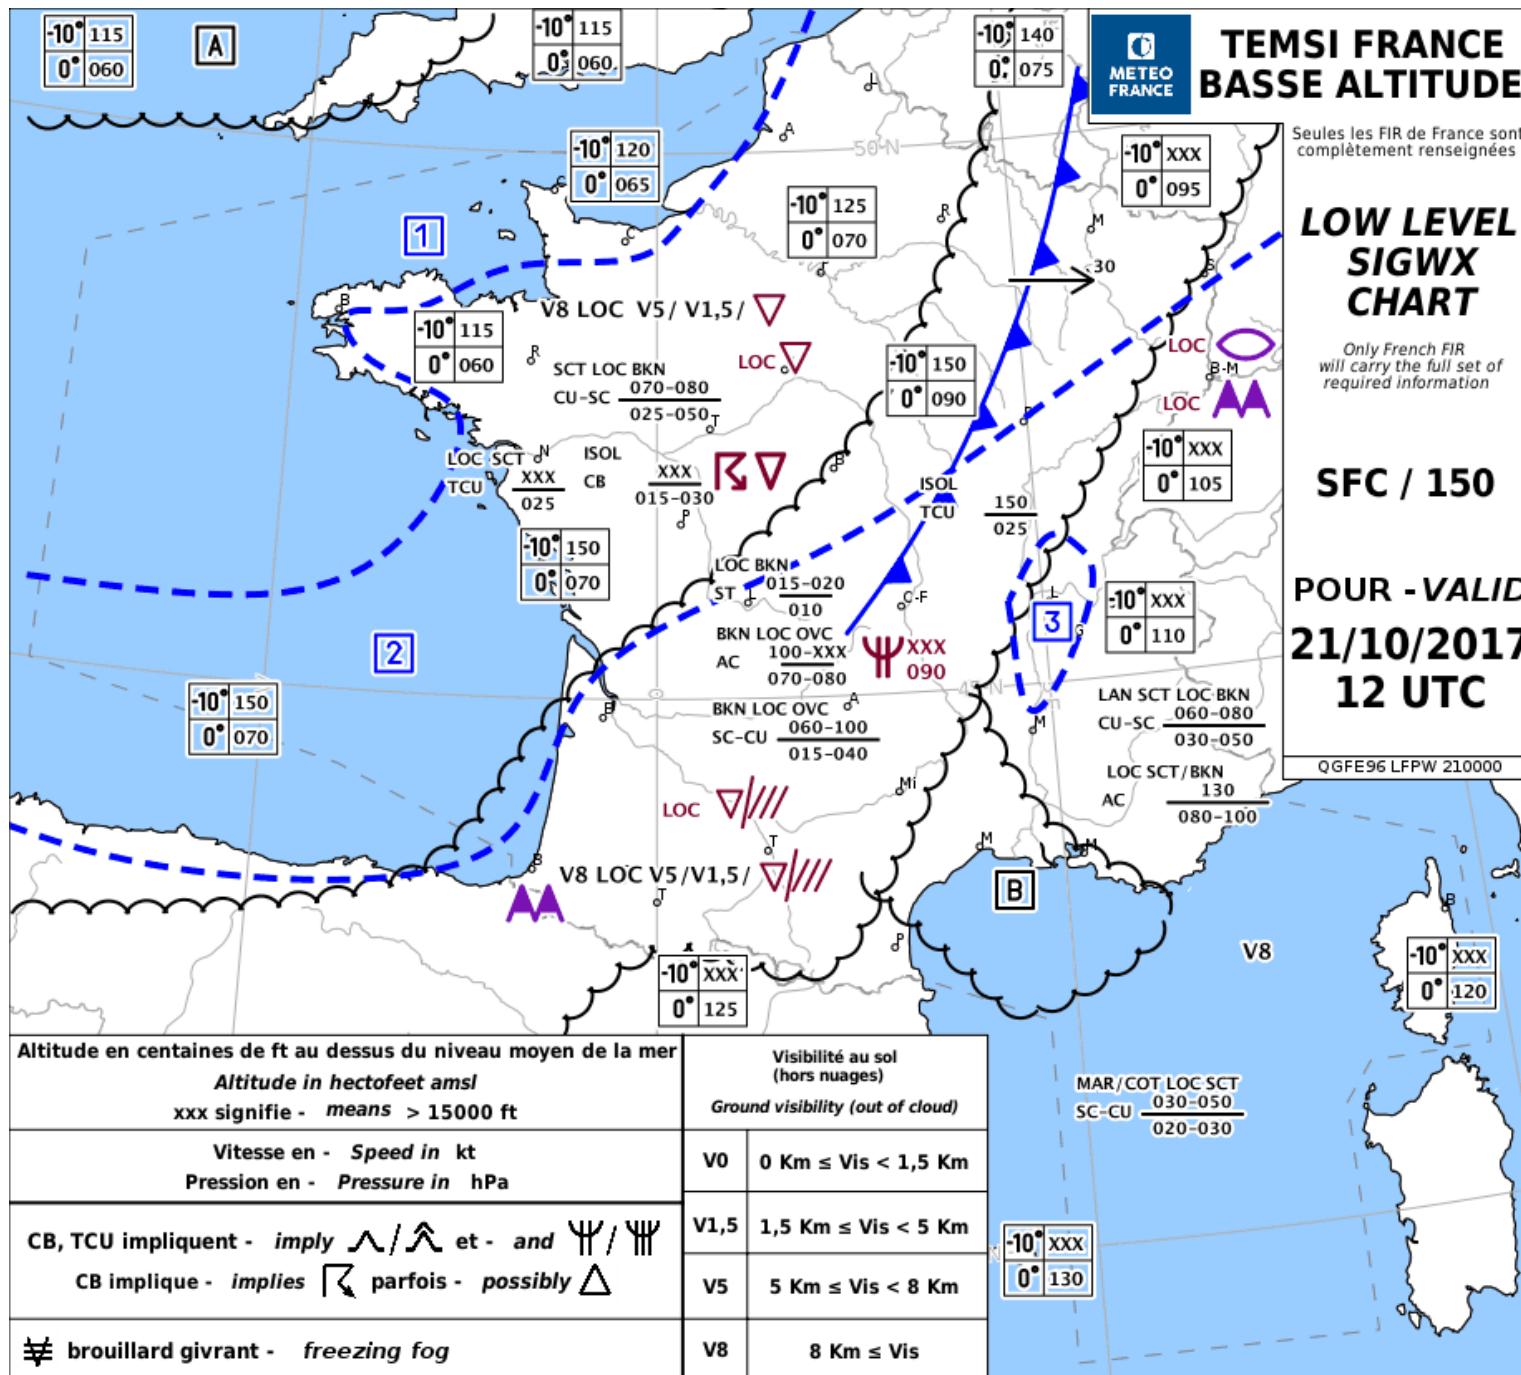 -10° 115
0° 060
A
-10° 115
0° 060
-10° 140
0° 075
METEO
FRANCE
TEMSI FRANCE
BASSE ALTITUDE
Seules les FIR de France sont
complètement renseignées
LOW LEVEL
SIGWX
CHART
Only French FIR
will carry the full set of
required information
SFC / 150
POUR - VALID
21/10/2017
12 UTC
QGFE96 LFPW 210000
L
A
50 N
-10° 120
0° 065
-10° XXX
0° 095
C
C
1
-10° 125
0° 070
R
M
L
30
S
B
V8 LOC V5/ V1,5/
-10° 115
0° 060
R
LOC
SCT LOC BKN
CU-SC 070-080
025-050
T
-10° 150
0° 090
D
LOC
B-M
LOC
LOC SCT
TCU XXX
025
N
ISOL
CB XXX
015-030
B
P
ISOL
TCU 150
025
-10° XXX
0° 105
-10° 150
0° 070
LOC BKN
ST 015-020
010
L
C-F
L
3
G
-10° XXX
0° 110
2
BKN LOC OVC
AC 100-XXX
070-080
XXX
090
-10° 150
0° 070
0
B
45 N
BKN LOC OVC
SC-CU 060-100
015-040
A
M
LAN SCT LOC BKN
CU-SC 060-080
030-050
LOC SCT/BKN
AC 130
080-100
Mi
LOC
T
M
M
B
V8 LOC V5/V1,5/
T
B
P
V8
B
-10° XXX
0° 125
-10° XXX
0° 120
A
MAR/COT LOC SCT
SC-CU 030-050
020-030
-10° XXX
0° 130
Altitude en centaines de ft au dessus du niveau moyen de la mer
Altitude in hectofeet amsl
xxx signifie - means > 15000 ft
Vitesse en - Speed in kt
Pression en - Pressure in hPa
CB, TCU impliquent - imply / et - and /
CB implique - implies parfois - possibly
brouillard givrant - freezing fog
Visibilité au sol
(hors nuages)
Ground visibility (out of cloud)
V0 0 Km ≤ Vis < 1,5 Km
V1,5 1,5 Km ≤ Vis < 5 Km
V5 5 Km ≤ Vis < 8 Km
V8 8 Km ≤ Vis